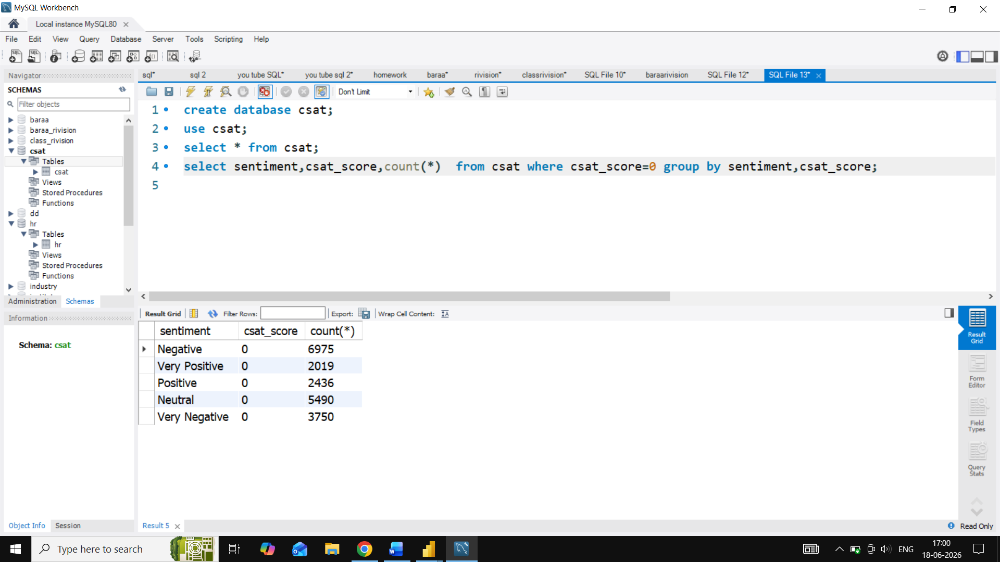 MySQL Workbench
Local instance MySQL80
File Edit View Query Database Server Tools Scripting Help
Navigator
SCHEMAS
Filter objects
baraa
baraa_rivision
class_rivision
csat
Tables
csat
Views
Stored Procedures
Functions
dd
hr
Tables
hr
Views
Stored Procedures
Functions
industry
Administration Schemas
Information
Schema: csat
Object Info Session
sql* sql 2 you tube SQL* you tube sql 2* homework baraa* rivision* classrivision* SQL File 10* baraarivision SQL File 12* SQL File 13*
Don't Limit
1 create database csat;
2 use csat;
3 select * from csat;
4 select sentiment,csat_score,count(*)  from csat where csat_score=0 group by sentiment,csat_score;
5
Result Grid Filter Rows: Export: Wrap Cell Content:
sentiment csat_score count(*)
Negative 0 6975
Very Positive 0 2019
Positive 0 2436
Neutral 0 5490
Very Negative 0 3750
Result Grid
Form Editor
Field Types
Query Stats
Result 5
Read Only
Type here to search
ENG
17:00
18-06-2026